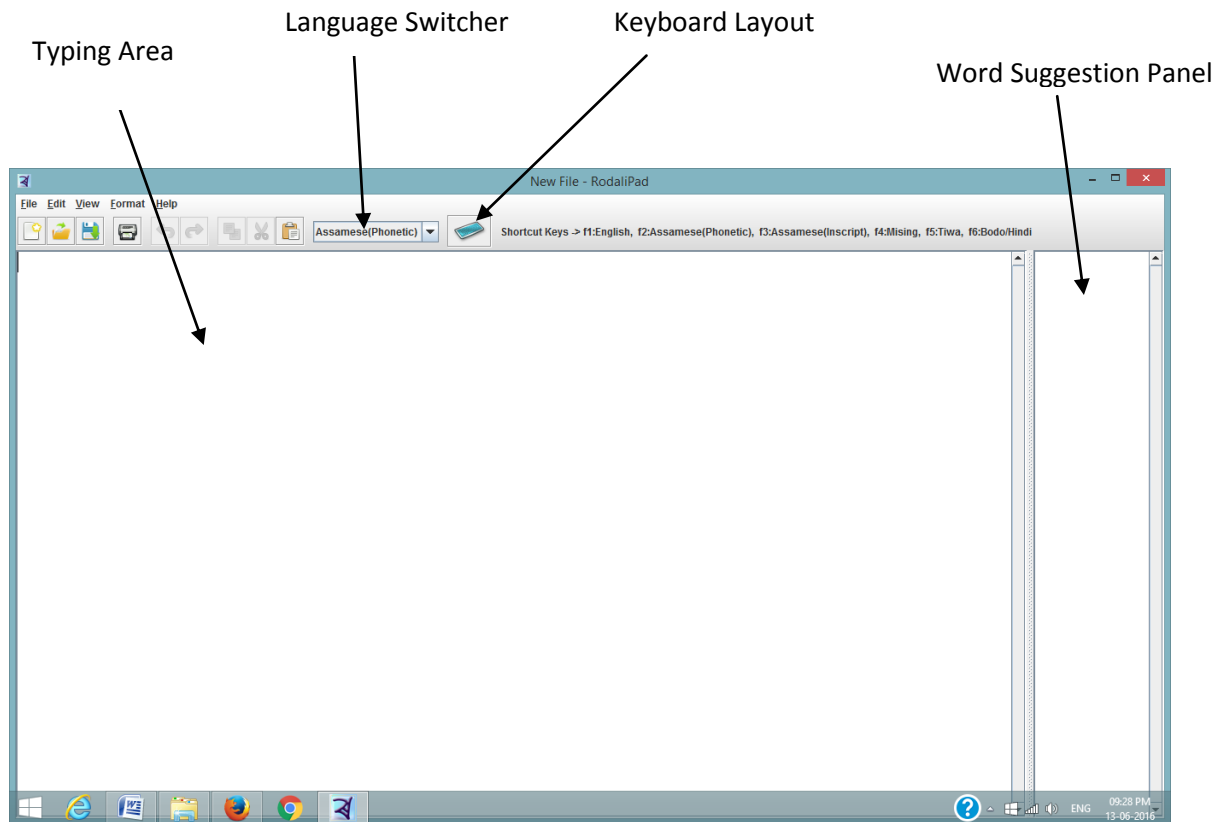 Language Switcher
Keyboard Layout
Typing Area
Word Suggestion Panel
New File - RodaliPad
File Edit View Format Help
Assamese(Phonetic)
Shortcut Keys -> f1:English, f2:Assamese(Phonetic), f3:Assamese(Inscript), f4:Mising, f5:Tiwa, f6:Bodo/Hindi
ENG
09:28 PM
13-06-2016